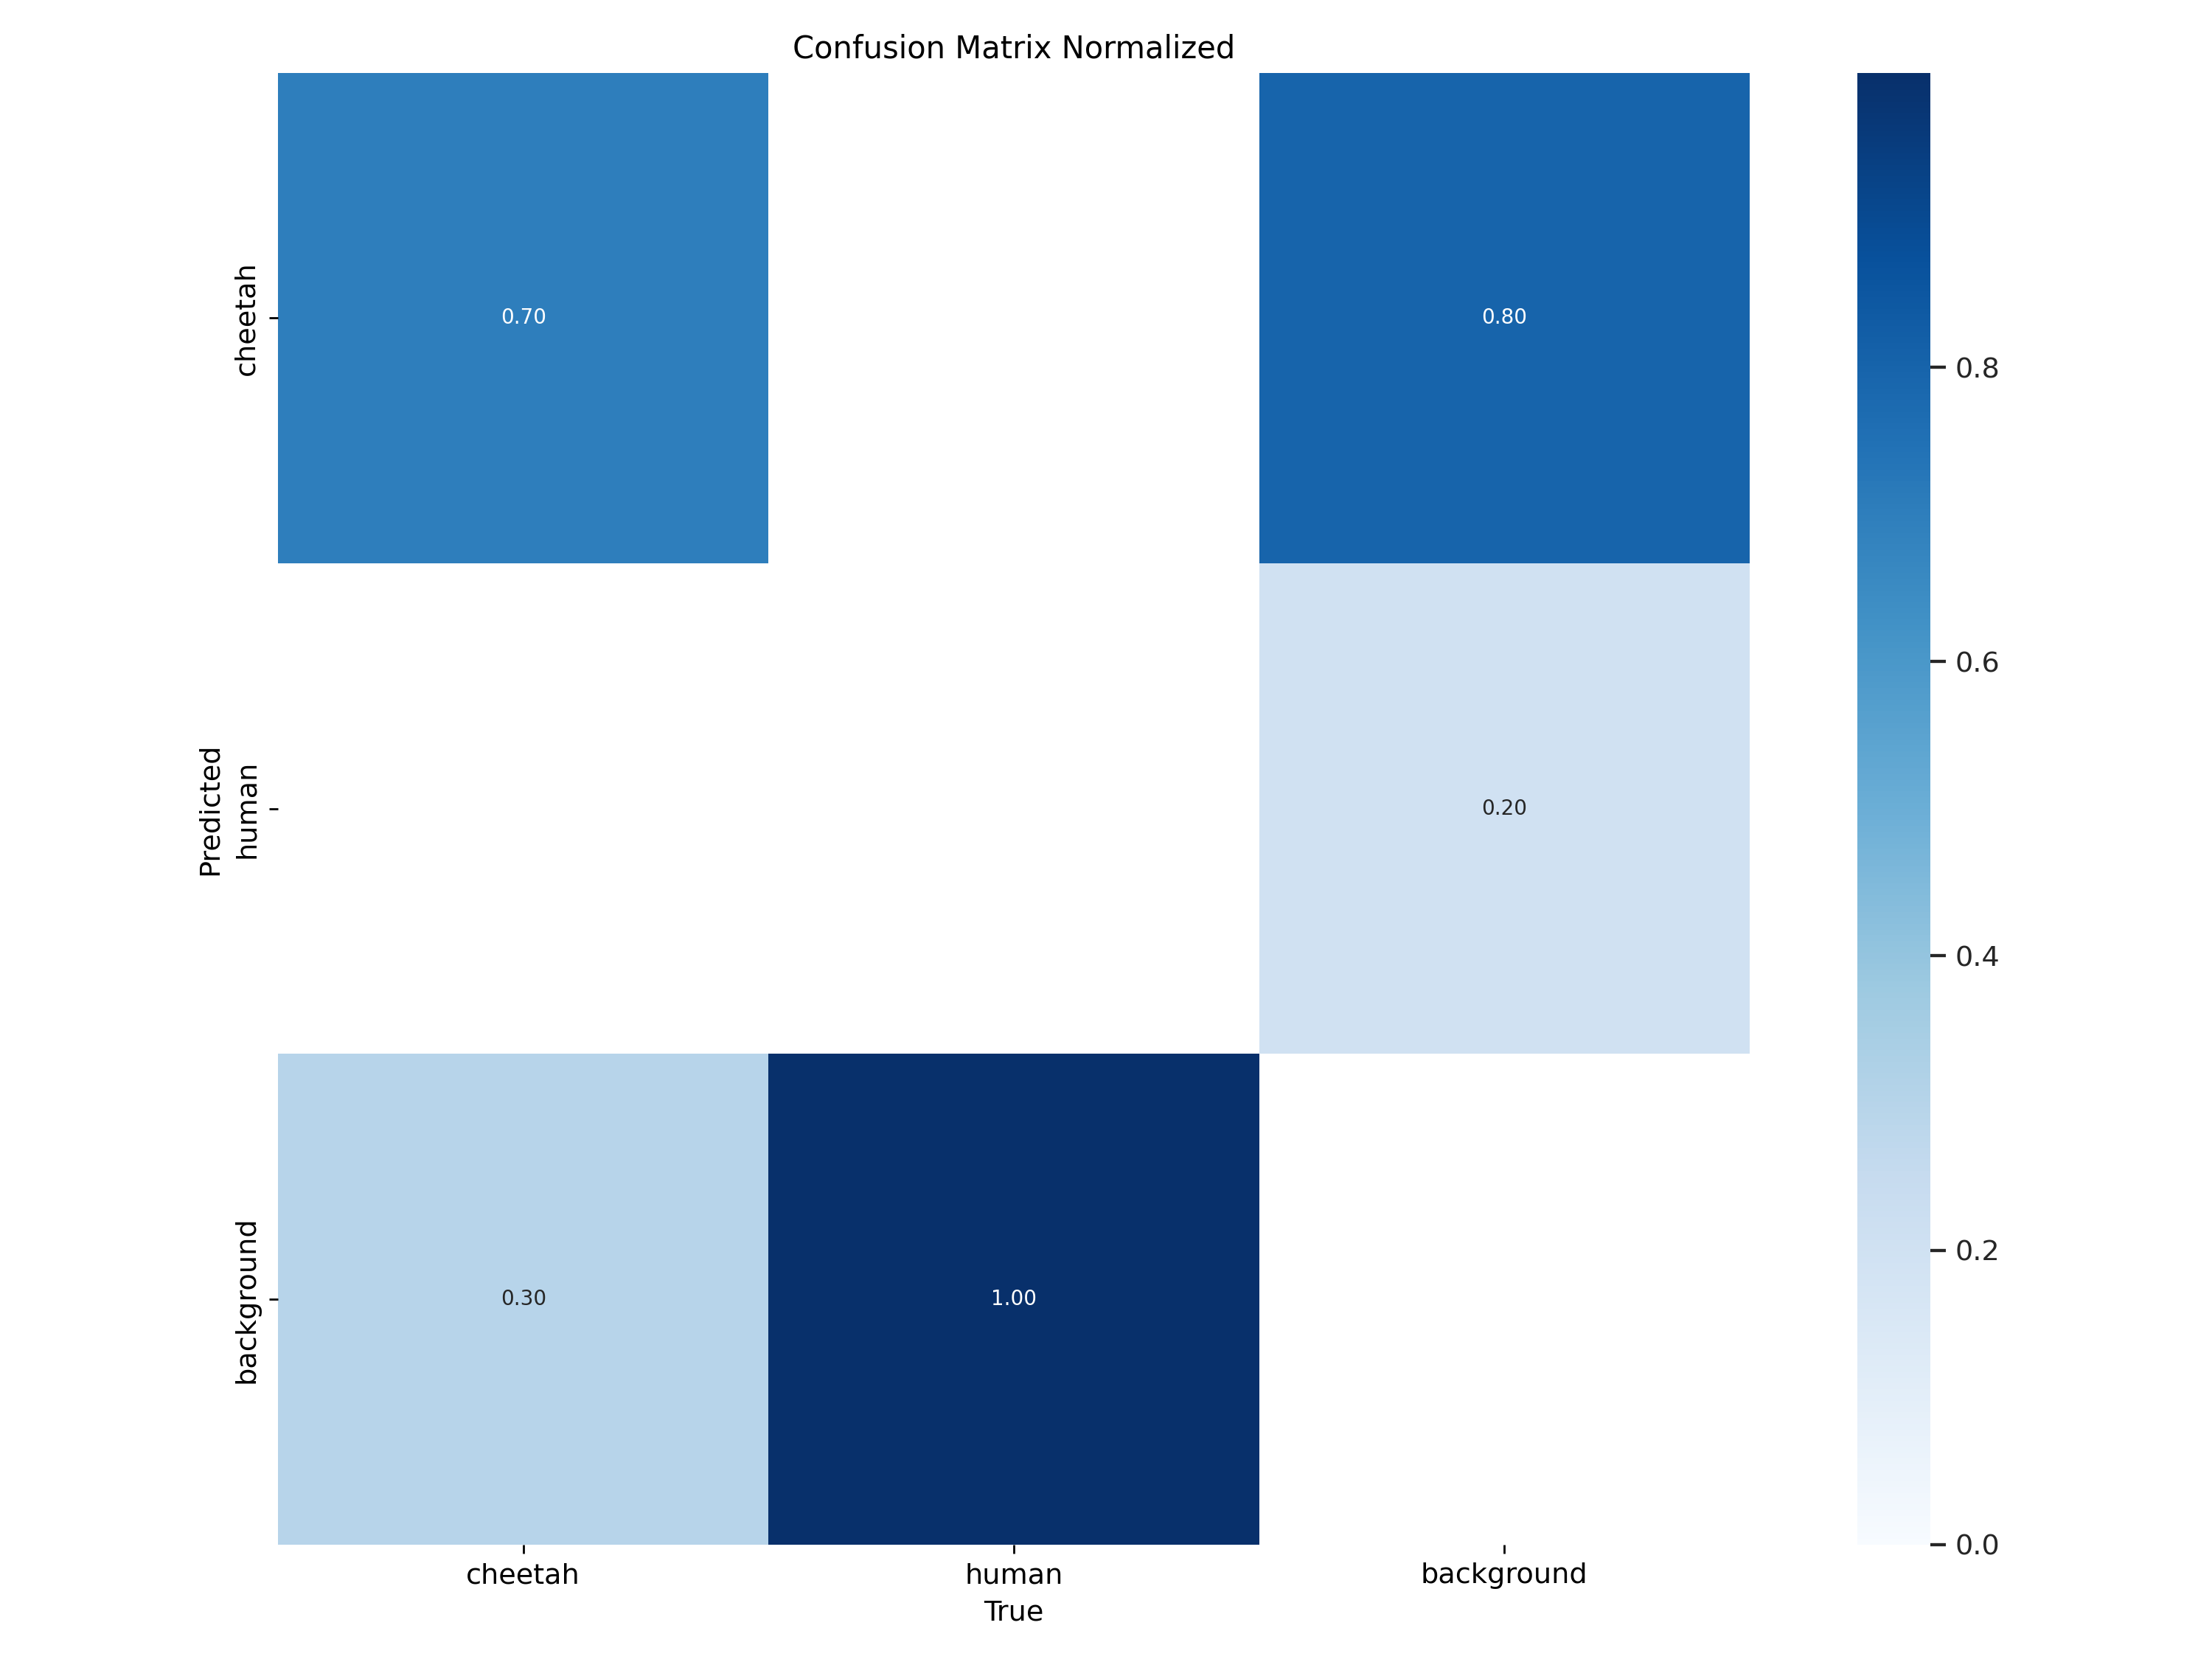 Confusion Matrix Normalized
cheetah
0.70
0.80
0.8
0.6
Predicted
human
0.20
0.4
background
0.30
1.00
0.2
0.0
cheetah
human
background
True